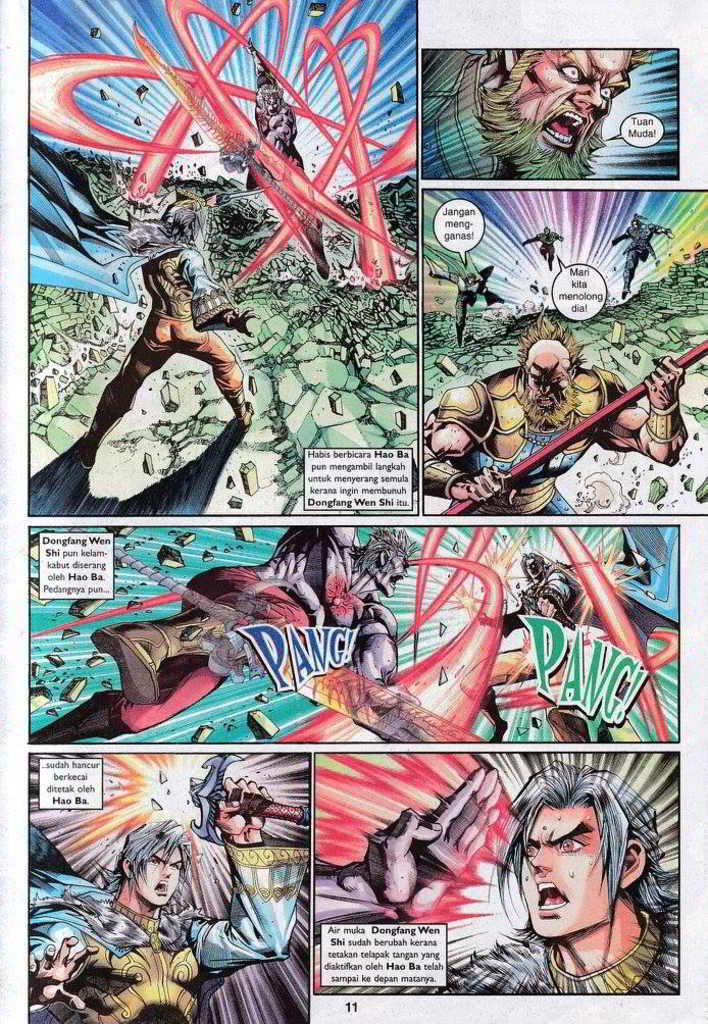 Habis berbicara Hao Ba
pun mengambil langkah
untuk menyerang semula
kerana ingin membunuh
Dongfang Wen Shi itu.
Tuan
Muda!
Jangan
meng-
ganas!
Mari
kita
menolong
dia!
Dongfang Wen
Shi pun kelam-
kabut diserang
oleh Hao Ba.
Pedangnya pun...
PANG!
PANG!
..sudah hancur
berkecai
ditetak oleh
Hao Ba.
Air muka Dongfang Wen
Shi sudah berubah kerana
tetakan telapak tangan yang
diaktifkan oleh Hao Ba telah
sampai ke depan matanya.
11